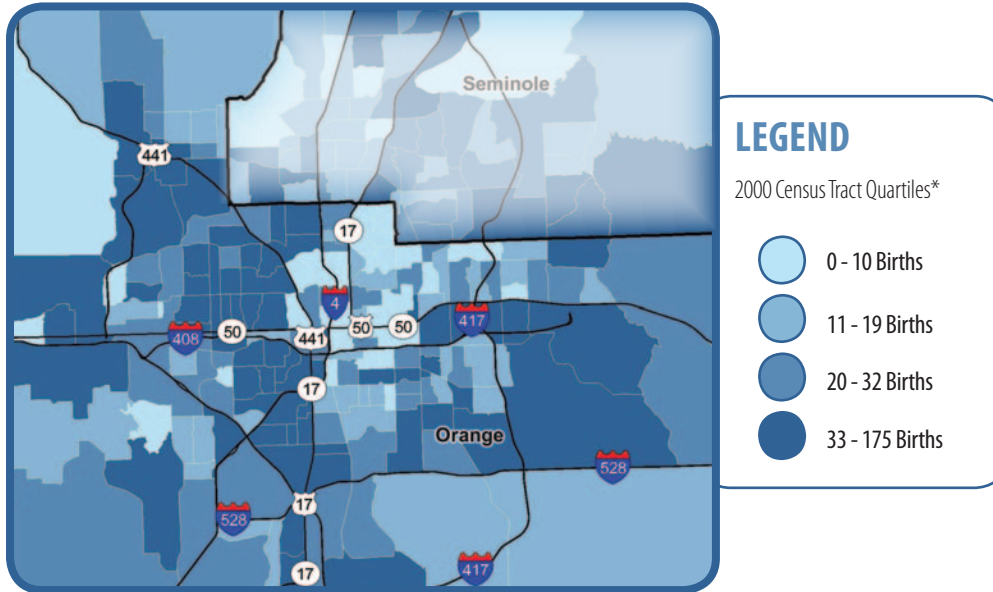 Seminole
441
17
4
417
408
50
441
50
50
17
Orange
528
17
528
417
17
LEGEND
2000 Census Tract Quartiles*
0 - 10 Births
11 - 19 Births
20 - 32 Births
33 - 175 Births